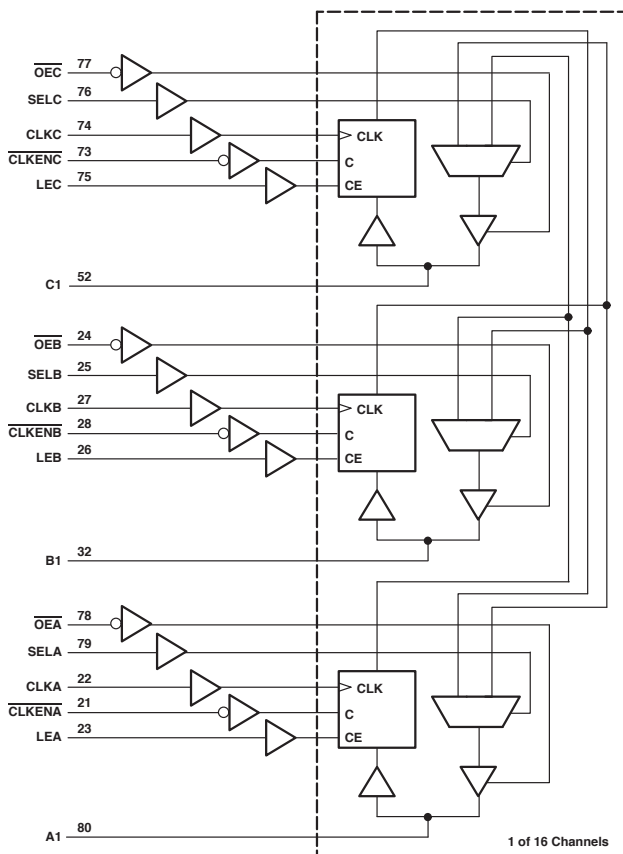 OEC 77
SELC 76
CLKC 74
CLKENC 73
LEC 75
CLK
C
CE
C1 52
OEB 24
SELB 25
CLKB 27
CLKENB 28
LEB 26
CLK
C
CE
B1 32
OEA 78
SELA 79
CLKA 22
CLKENA 21
LEA 23
CLK
C
CE
A1 80
1 of 16 Channels